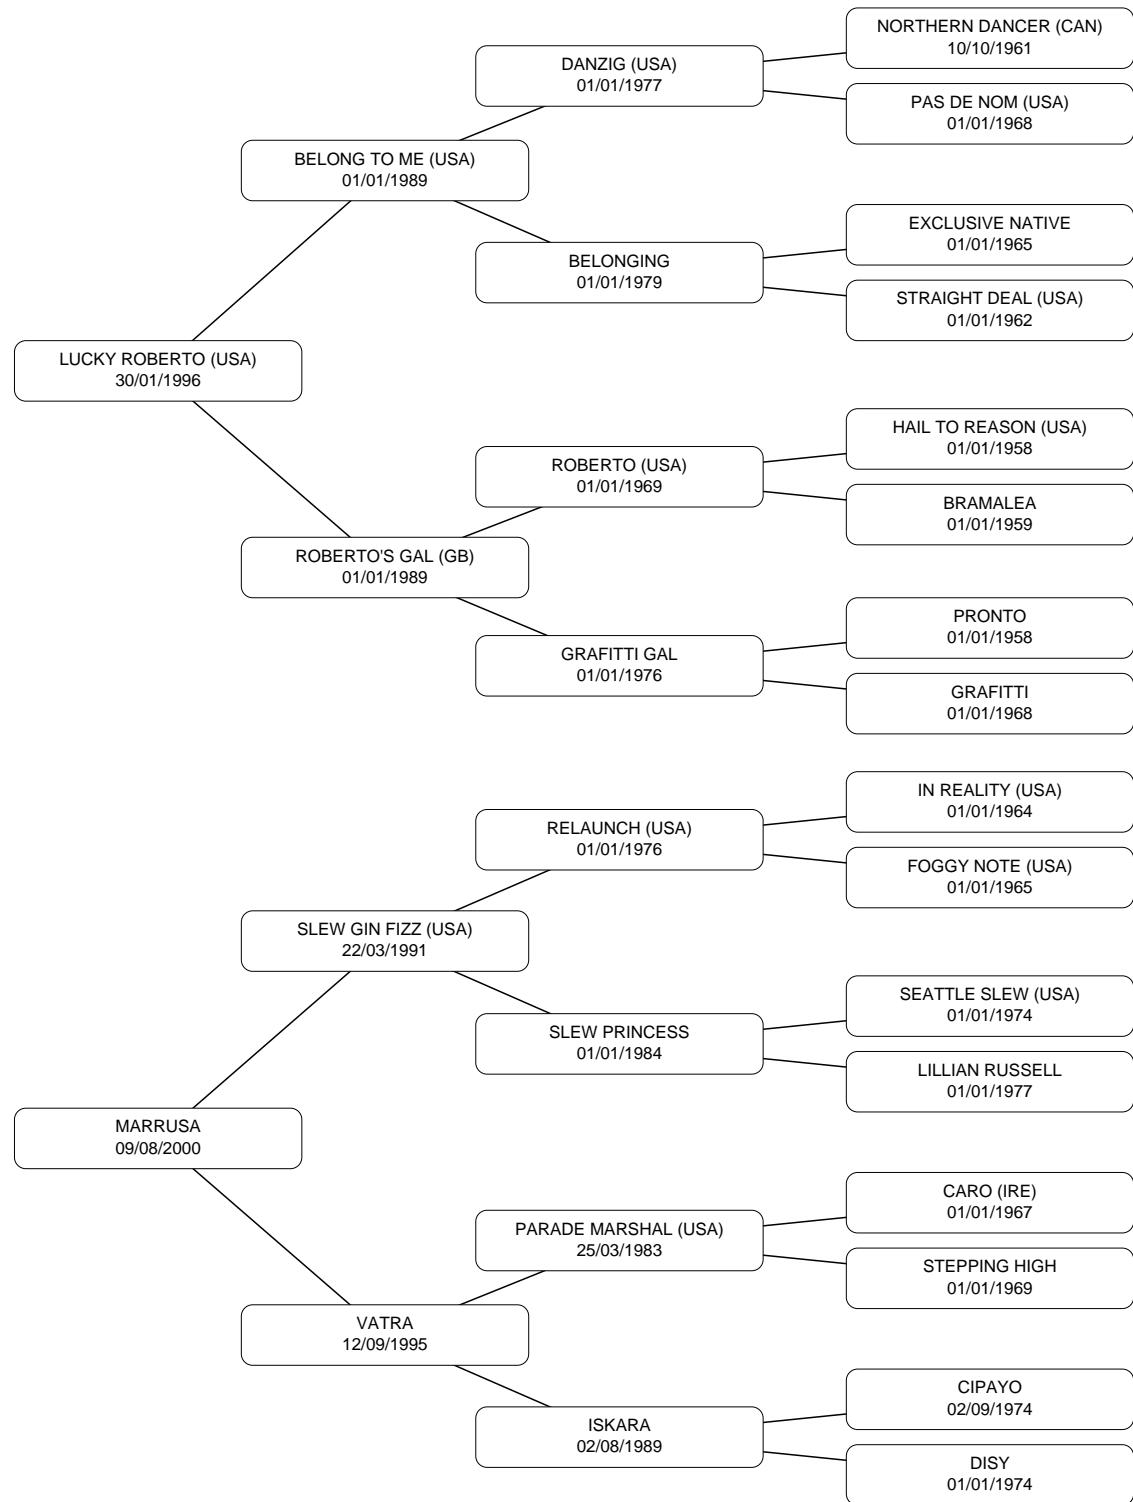 NORTHERN DANCER (CAN)
10/10/1961
DANZIG (USA)
01/01/1977
PAS DE NOM (USA)
01/01/1968
BELONG TO ME (USA)
01/01/1989
EXCLUSIVE NATIVE
01/01/1965
BELONGING
01/01/1979
STRAIGHT DEAL (USA)
01/01/1962
LUCKY ROBERTO (USA)
30/01/1996
HAIL TO REASON (USA)
01/01/1958
ROBERTO (USA)
01/01/1969
BRAMALEA
01/01/1959
ROBERTO'S GAL (GB)
01/01/1989
PRONTO
01/01/1958
GRAFITTI GAL
01/01/1976
GRAFITTI
01/01/1968
IN REALITY (USA)
01/01/1964
RELAUNCH (USA)
01/01/1976
FOGGY NOTE (USA)
01/01/1965
SLEW GIN FIZZ (USA)
22/03/1991
SEATTLE SLEW (USA)
01/01/1974
SLEW PRINCESS
01/01/1984
LILLIAN RUSSELL
01/01/1977
MARRUSA
09/08/2000
CARO (IRE)
01/01/1967
PARADE MARSHAL (USA)
25/03/1983
STEPPING HIGH
01/01/1969
VATRA
12/09/1995
CIPAYO
02/09/1974
ISKARA
02/08/1989
DISY
01/01/1974